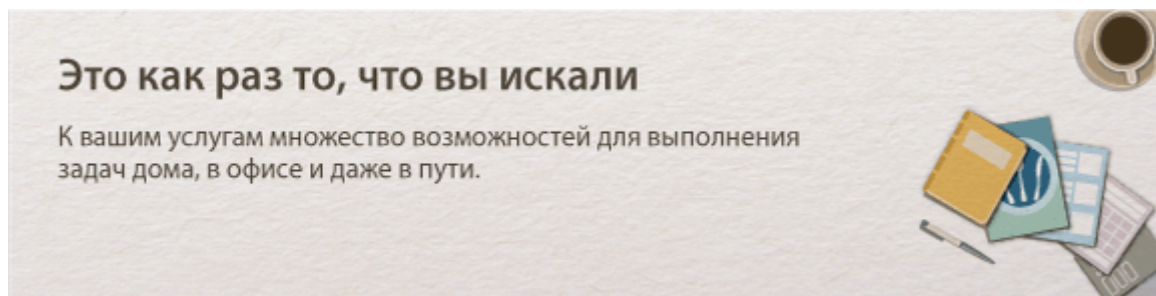 Это как раз то, что вы искали
К вашим услугам множество возможностей для выполнения
задач дома, в офисе и даже в пути.